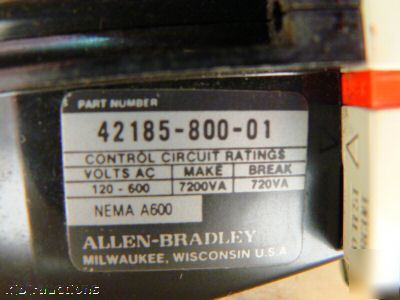 PART NUMBER
42185-800-01
CONTROL CIRCUIT RATINGS
VOLTS AC MAKE BREAK
120 - 600 7200VA 720VA
NEMA A600
ALLEN-BRADLEY
MILWAUKEE, WISCONSIN U.S.A.